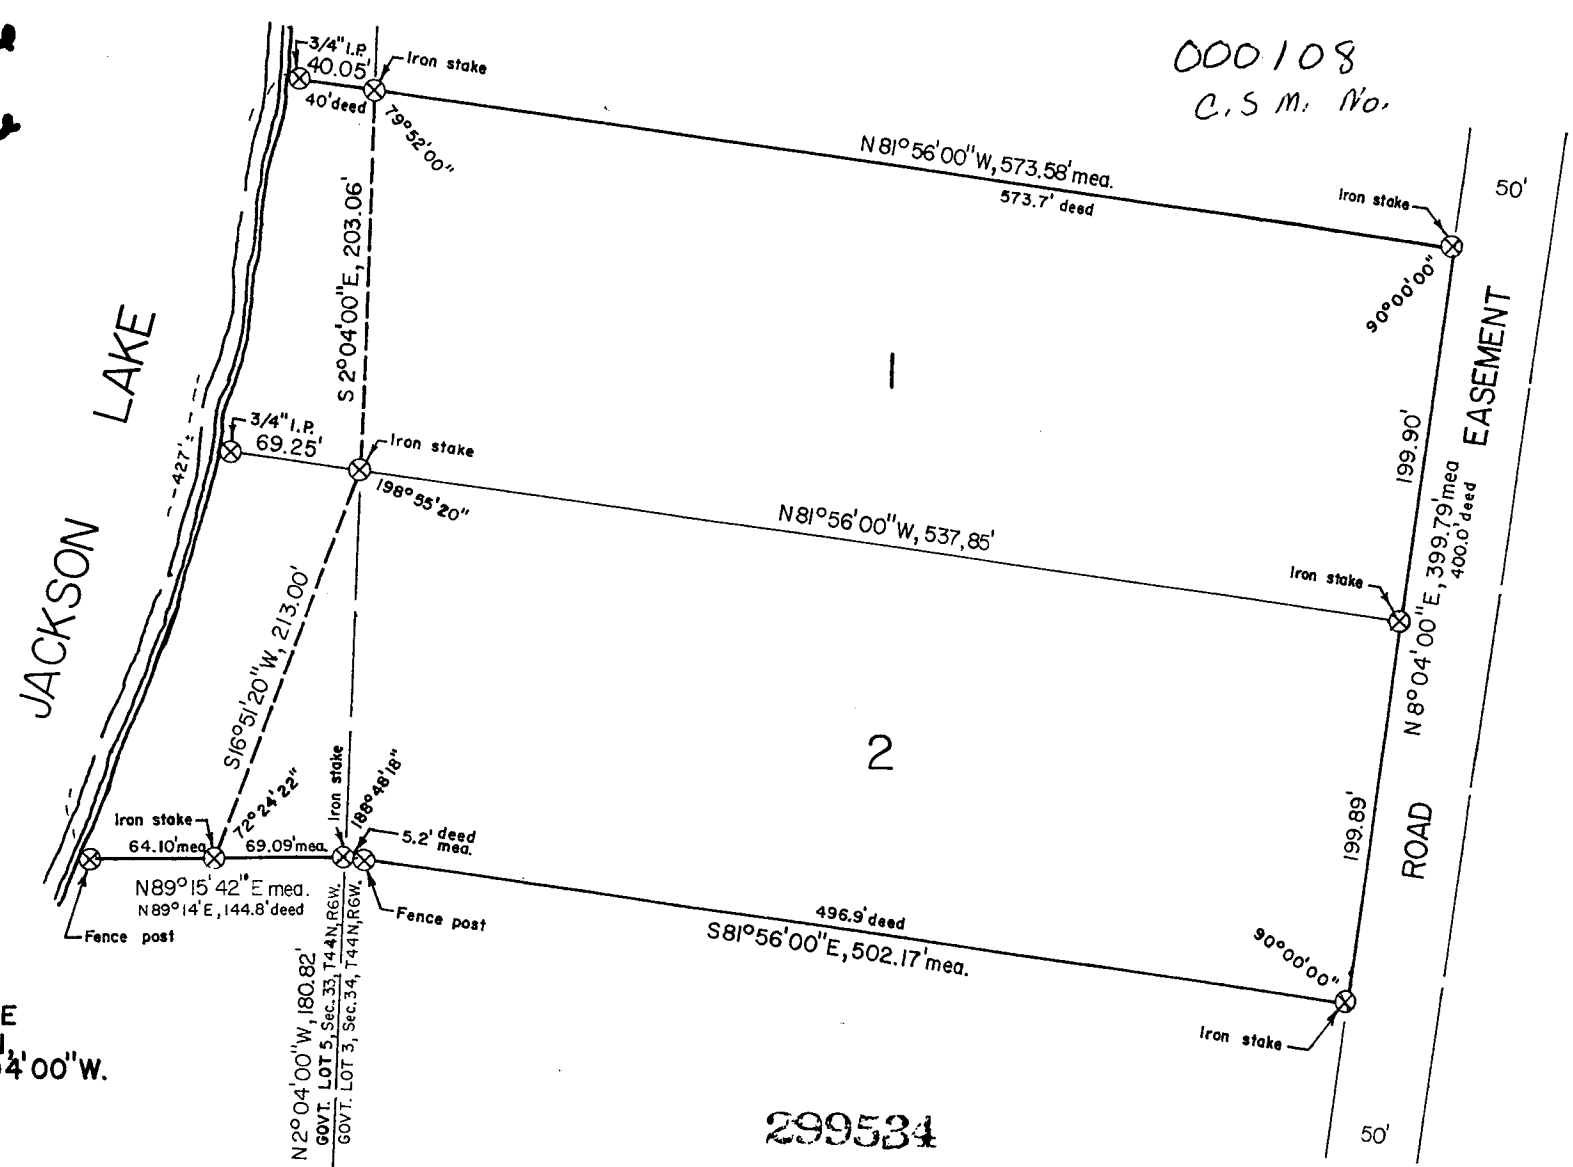 000108
C.S.M. No.
3/4" I.P.
40.05'
40' deed
Iron stake
79°52'00"
N 81°56'00"W, 573.58' mea.
573.7' deed
Iron stake
50'
90°00'00"
S 2°04'00"E, 203.06'
1
EASEMENT
LAKE
3/4" I.P.
69.25'
Iron stake
198°55'20"
427'±
199.90'
N81°56'00"W, 537,85'
Iron stake
N 8°04'00"E, 399.79' mea
400.0' deed
JACKSON
S16°51'20"W, 213.00'
2
Iron stake
64.10' mea.
72°24'22"
69.09' mea.
Iron stake
188°48'18"
5.2' deed
mea.
199.89'
ROAD
N89°15'42"E mea.
N89°14'E, 144.8' deed
Fence post
Fence post
496.9' deed
S81°56'00"E, 502.17' mea.
90°00'00"
Iron stake
N2°04'00"W, 180.82'
GOVT. LOT 5, Sec. 33, T44N, R6W.
GOVT. LOT 3, Sec. 34, T44N, R6W.
E
4'00"W.
299534
50'